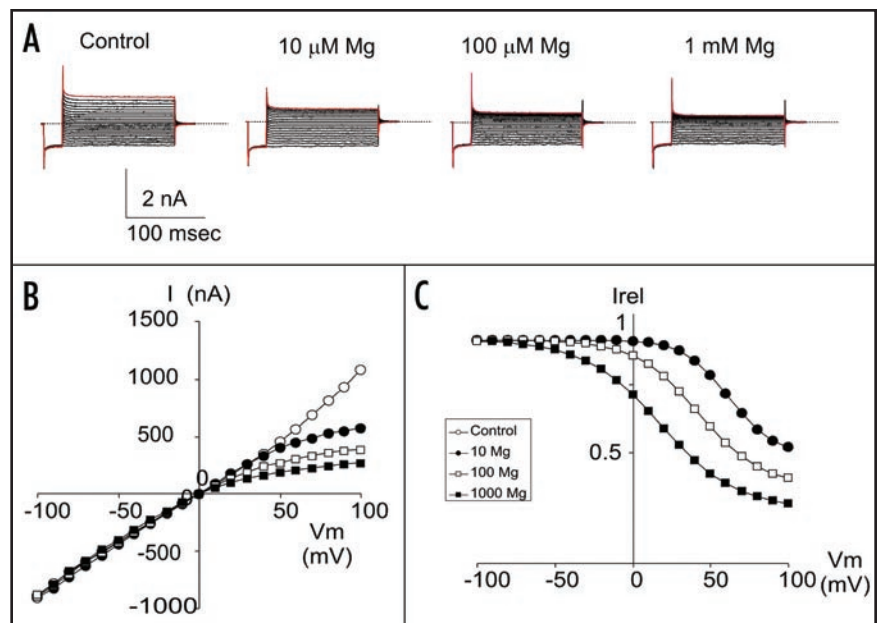 A
Control
10 μM Mg
100 μM Mg
1 mM Mg
2 nA
100 msec
B
I (nA)
1500
1000
500
0
0
-100
-50
50
100
Vm
(mV)
-500
-1000
C
Irel
1
0.5
Control
10 Mg
100 Mg
1000 Mg
-100
-50
0
50
100
Vm
(mV)